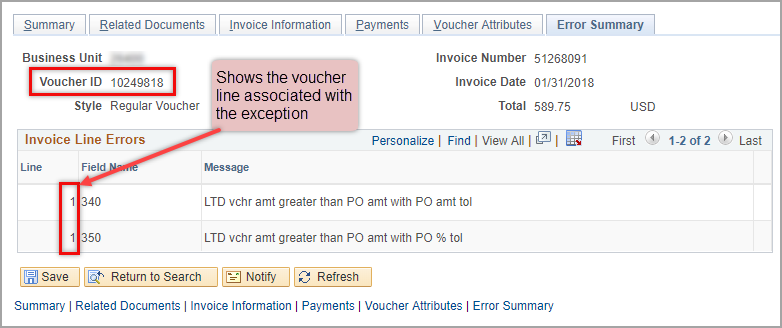 Summary Related Documents Invoice Information Payments Voucher Attributes Error Summary
Business Unit
Invoice Number 51268091
Voucher ID 10249818
Invoice Date 01/31/2018
Style Regular Voucher
Total 589.75 USD
Shows the voucher
line associated with
the exception
Invoice Line Errors Personalize | Find | View All | | First 1-2 of 2 Last
Line Field Name Message
1 340 LTD vchr amt greater than PO amt with PO amt tol
1 350 LTD vchr amt greater than PO amt with PO % tol
Save Return to Search Notify Refresh
Summary | Related Documents | Invoice Information | Payments | Voucher Attributes | Error Summary